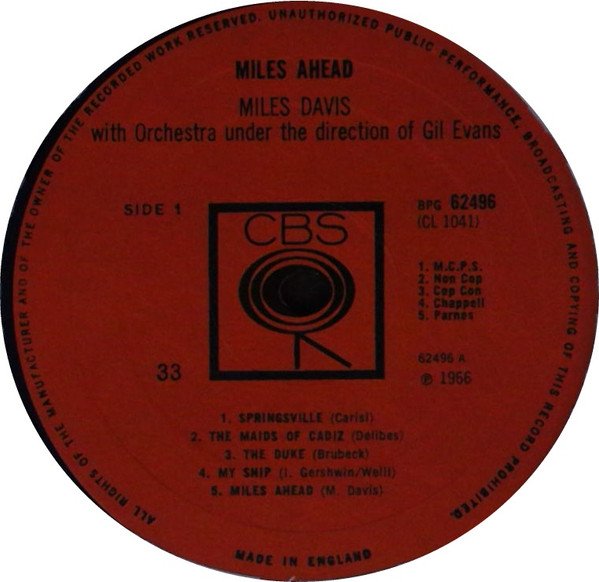 MILES AHEAD
MILES DAVIS
with Orchestra under the direction of Gil Evans
SIDE 1
BPG 62496
(CL 1041)
CBS
1. M.C.P.S.
2. Non Cop
3. Cop Con
4. Chappell
5. Parnes
33
62496 A
℗ 1966
1. SPRINGSVILLE (Carisi)
2. THE MAIDS OF CADIZ (Delibes)
3. THE DUKE (Brubeck)
4. MY SHIP (I. Gershwin/Weill)
5. MILES AHEAD (M. Davis)
ALL RIGHTS OF THE MANUFACTURER AND OF THE OWNER OF THE RECORDED WORK RESERVED. UNAUTHORIZED PUBLIC PERFORMANCE, BROADCASTING AND COPYING OF THIS RECORD PROHIBITED.
MADE IN ENGLAND